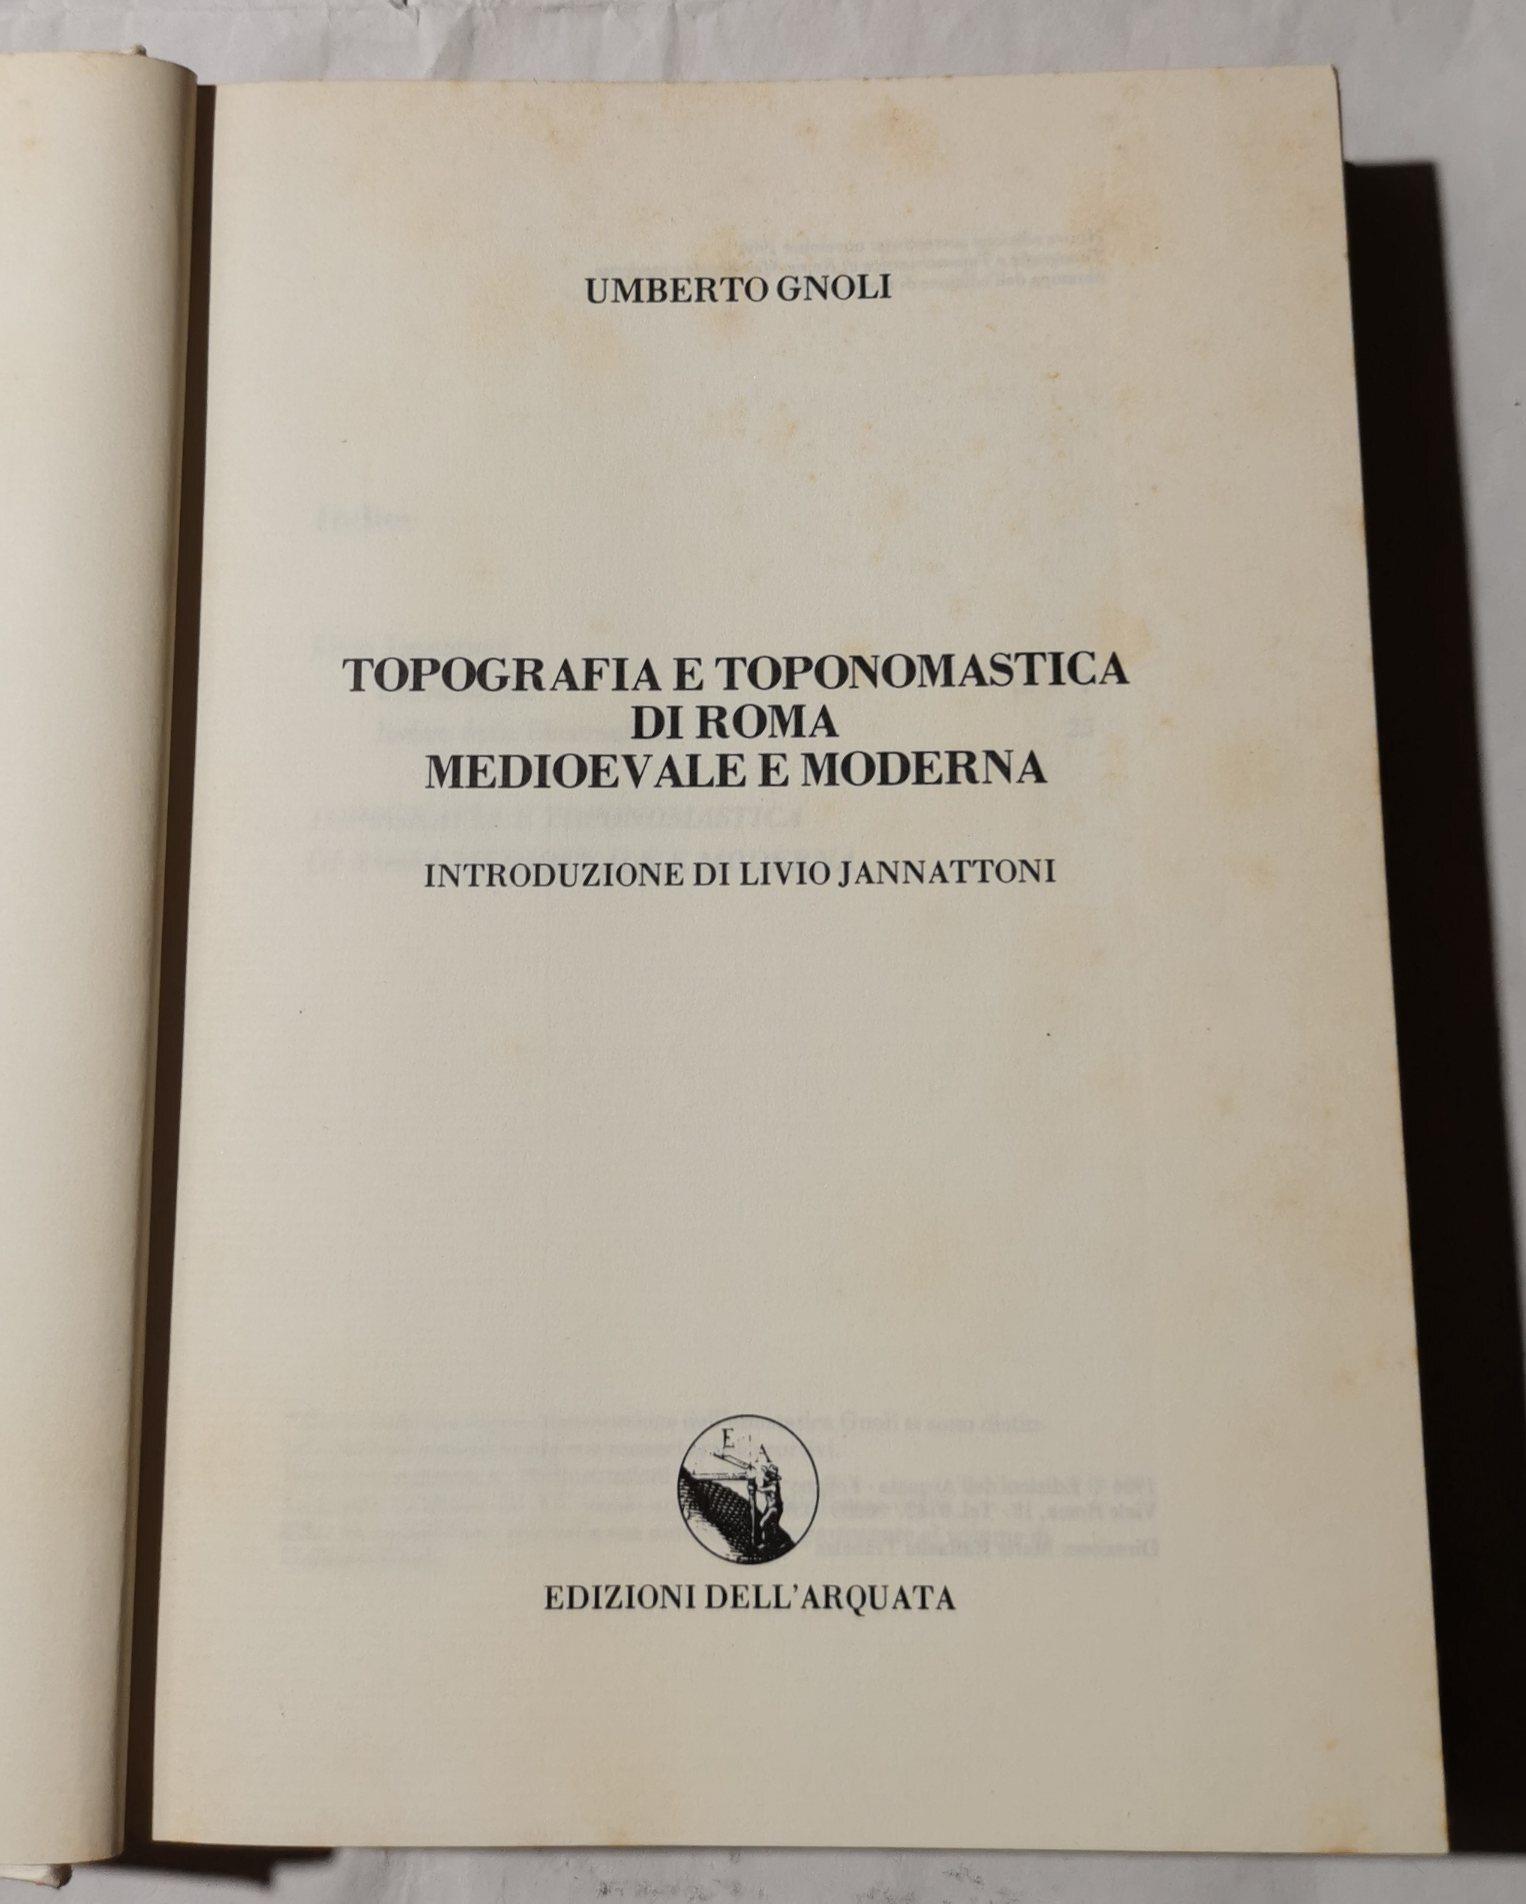 UMBERTO GNOLI
TOPOGRAFIA E TOPONOMASTICA
DI ROMA
MEDIOEVALE E MODERNA
INTRODUZIONE DI LIVIO JANNATTONI
E A
EDIZIONI DELL'ARQUATA